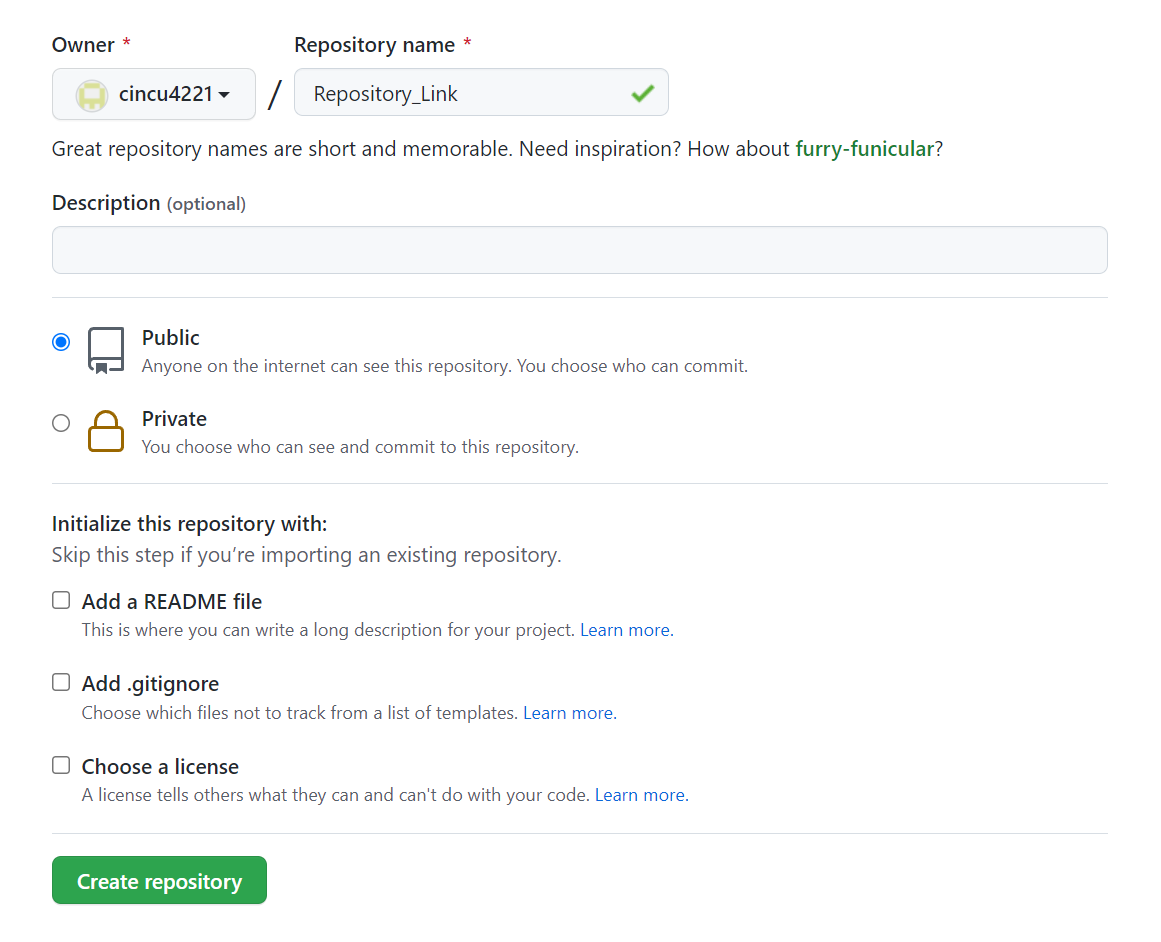 Owner *
Repository name *
cincu4221
/
Repository_Link
Great repository names are short and memorable. Need inspiration? How about furry-funicular?
Description (optional)
Public
Anyone on the internet can see this repository. You choose who can commit.
Private
You choose who can see and commit to this repository.
Initialize this repository with:
Skip this step if you’re importing an existing repository.
Add a README file
This is where you can write a long description for your project. Learn more.
Add .gitignore
Choose which files not to track from a list of templates. Learn more.
Choose a license
A license tells others what they can and can't do with your code. Learn more.
Create repository